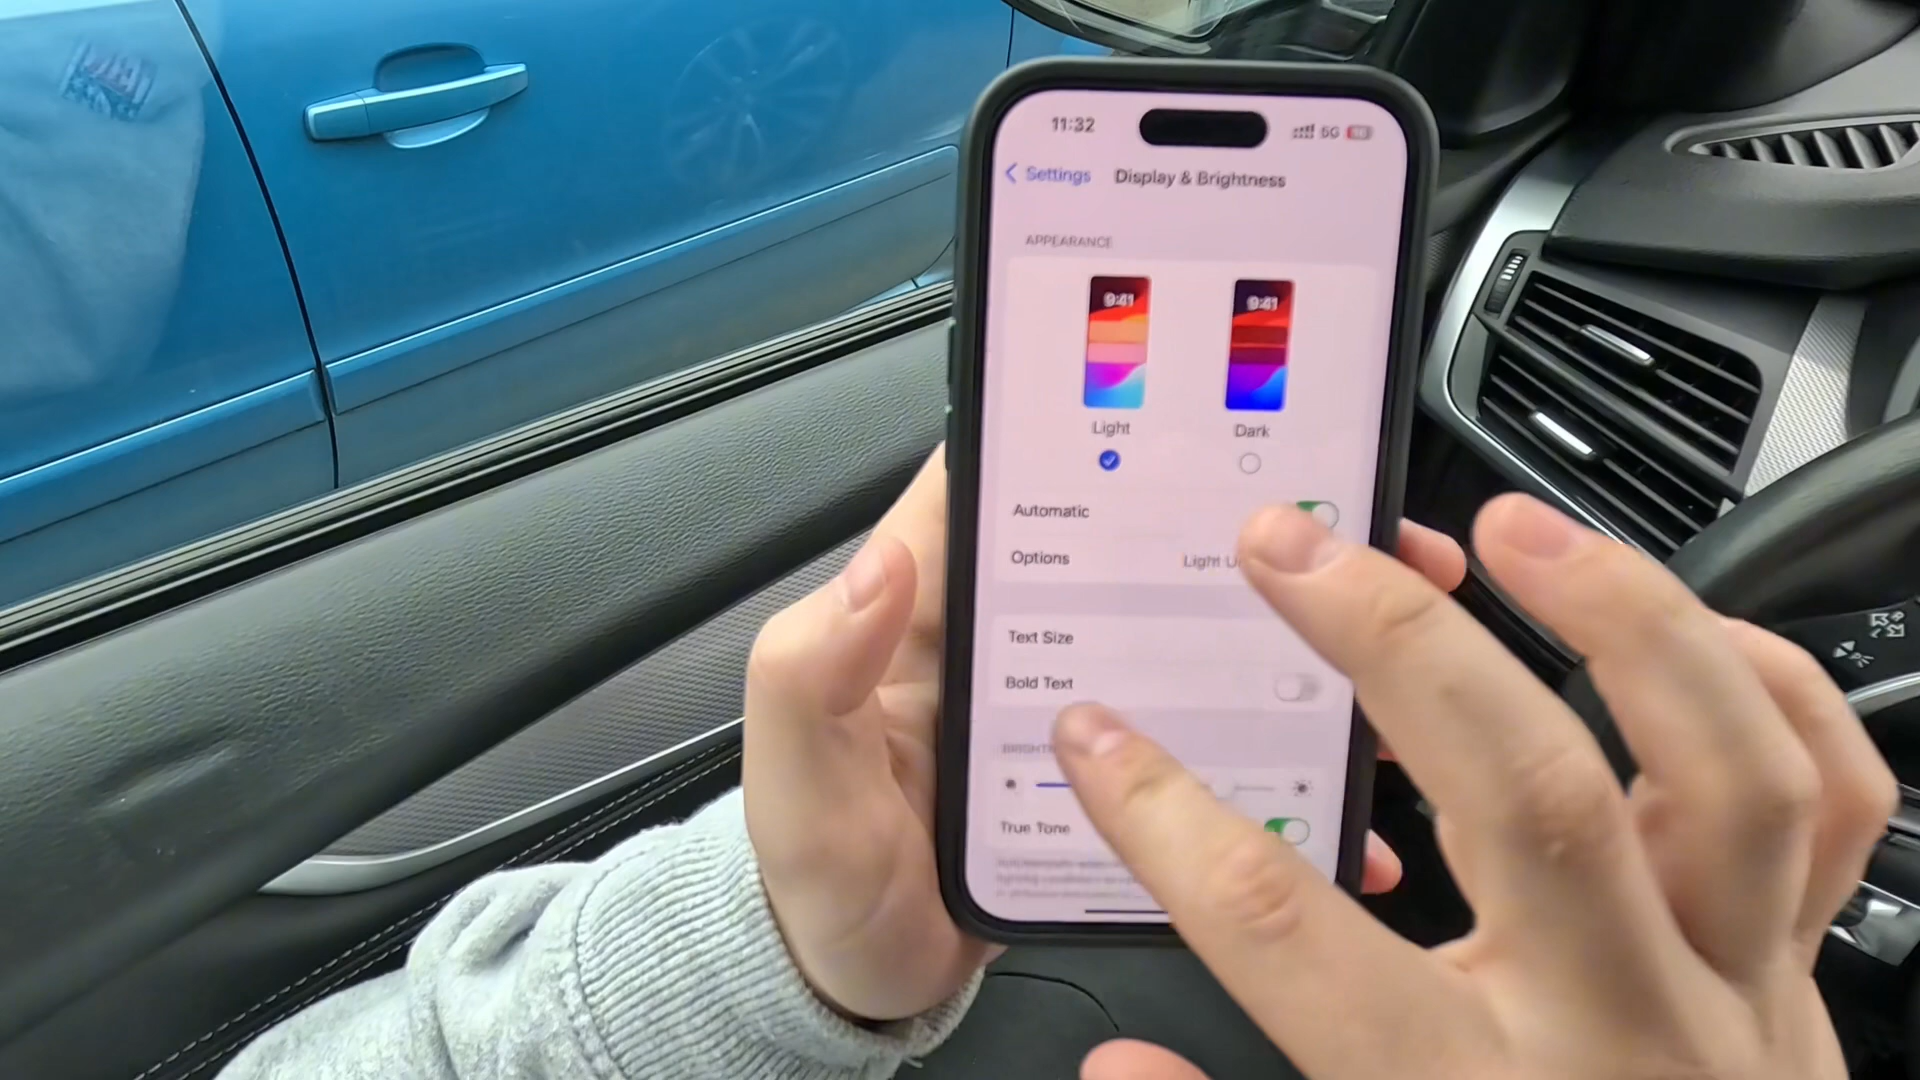 11:32
5G
Settings
Display & Brightness
APPEARANCE
9:41
9:41
Light
Dark
Automatic
Options
Light
Text Size
Bold Text
True Tone